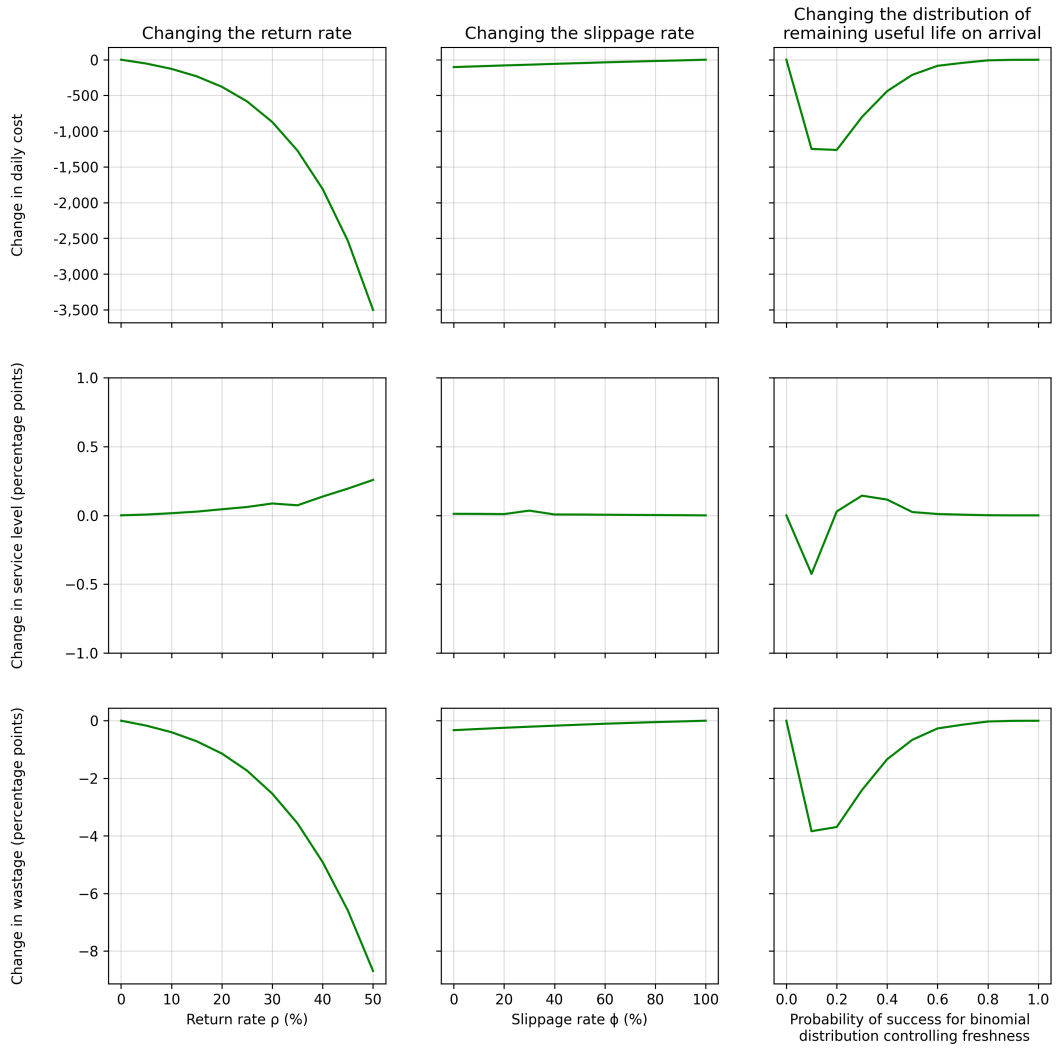 Changing the return rate
Changing the slippage rate
Changing the distribution of
remaining useful life on arrival
Change in daily cost
0
-500
-1,000
-1,500
-2,000
-2,500
-3,000
-3,500
Change in service level (percentage points)
1.0
0.5
0.0
−0.5
−1.0
Change in wastage (percentage points)
0
−2
−4
−6
−8
0 10 20 30 40 50
Return rate ρ (%)
0 20 40 60 80 100
Slippage rate ϕ (%)
0.0 0.2 0.4 0.6 0.8 1.0
Probability of success for binomial
distribution controlling freshness